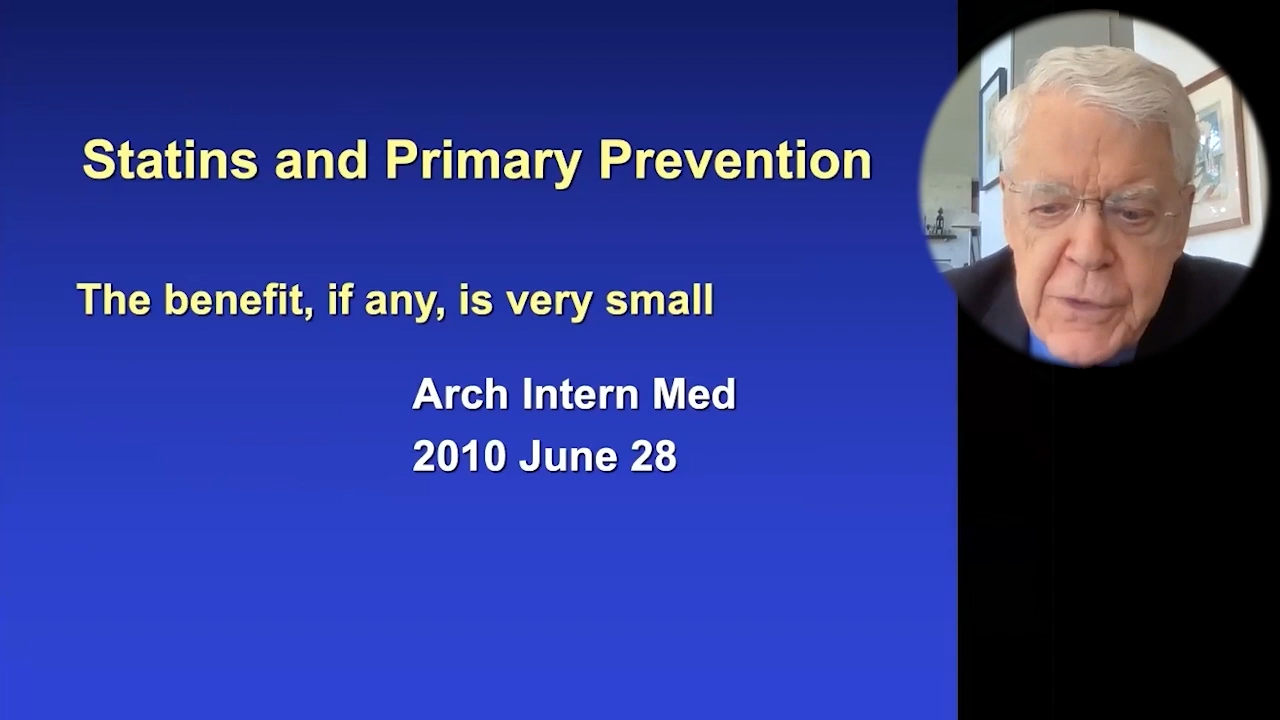 Statins and Primary Prevention
The benefit, if any, is very small
Arch Intern Med
2010 June 28